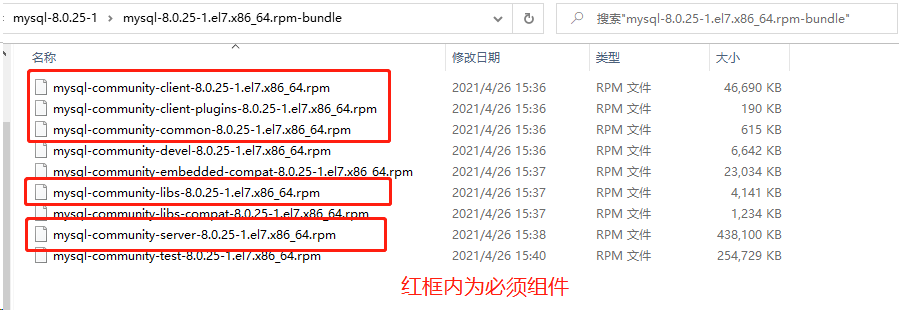 mysql-8.0.25-1 mysql-8.0.25-1.el7.x86_64.rpm-bundle 搜索"mysql-8.0.25-1.el7.x86_64.rpm-bundle"
名称 修改日期 类型 大小
mysql-community-client-8.0.25-1.el7.x86_64.rpm 2021/4/26 15:36 RPM 文件 46,690 KB
mysql-community-client-plugins-8.0.25-1.el7.x86_64.rpm 2021/4/26 15:36 RPM 文件 190 KB
mysql-community-common-8.0.25-1.el7.x86_64.rpm 2021/4/26 15:36 RPM 文件 615 KB
mysql-community-devel-8.0.25-1.el7.x86_64.rpm 2021/4/26 15:36 RPM 文件 6,642 KB
mysql-community-embedded-compat-8.0.25-1.el7.x86_64.rpm 2021/4/26 15:37 RPM 文件 23,034 KB
mysql-community-libs-8.0.25-1.el7.x86_64.rpm 2021/4/26 15:37 RPM 文件 4,141 KB
mysql-community-libs-compat-8.0.25-1.el7.x86_64.rpm 2021/4/26 15:37 RPM 文件 1,234 KB
mysql-community-server-8.0.25-1.el7.x86_64.rpm 2021/4/26 15:38 RPM 文件 438,100 KB
mysql-community-test-8.0.25-1.el7.x86_64.rpm 2021/4/26 15:40 RPM 文件 254,729 KB
红框内为必须组件